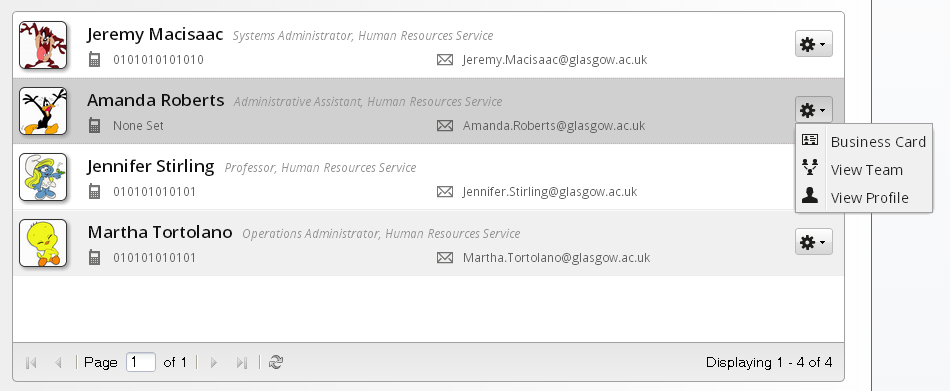 Jeremy Macisaac Systems Administrator, Human Resources Service
0101010101010 Jeremy.Macisaac@glasgow.ac.uk
Amanda Roberts Administrative Assistant, Human Resources Service
None Set Amanda.Roberts@glasgow.ac.uk
Business Card
View Team
View Profile
Jennifer Stirling Professor, Human Resources Service
010101010101 Jennifer.Stirling@glasgow.ac.uk
Martha Tortolano Operations Administrator, Human Resources Service
010101010101 Martha.Tortolano@glasgow.ac.uk
Page 1 of 1 Displaying 1 - 4 of 4